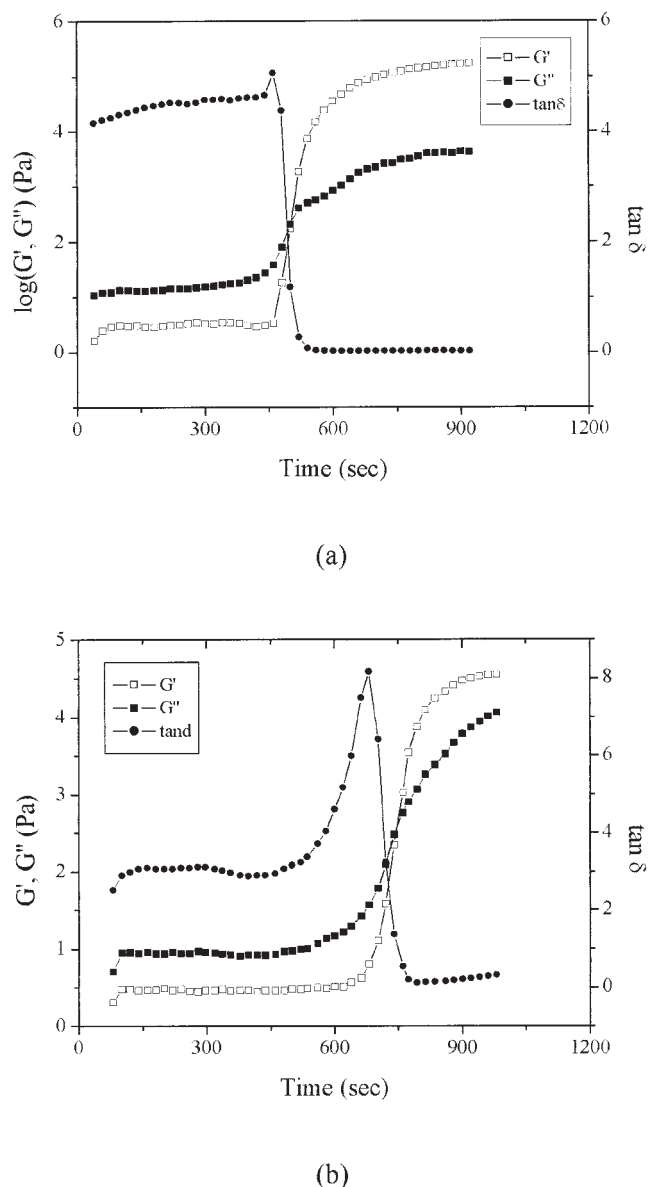 6
4
2
0
log(G', G'') (Pa)
G'
G''
tanδ
6
4
2
0
tan δ
0
300
600
900
1200
Time (sec)
(a)
5
4
3
2
1
0
G', G'' (Pa)
G'
G''
tand
8
6
4
2
0
tan δ
0
300
600
900
1200
Time (sec)
(b)